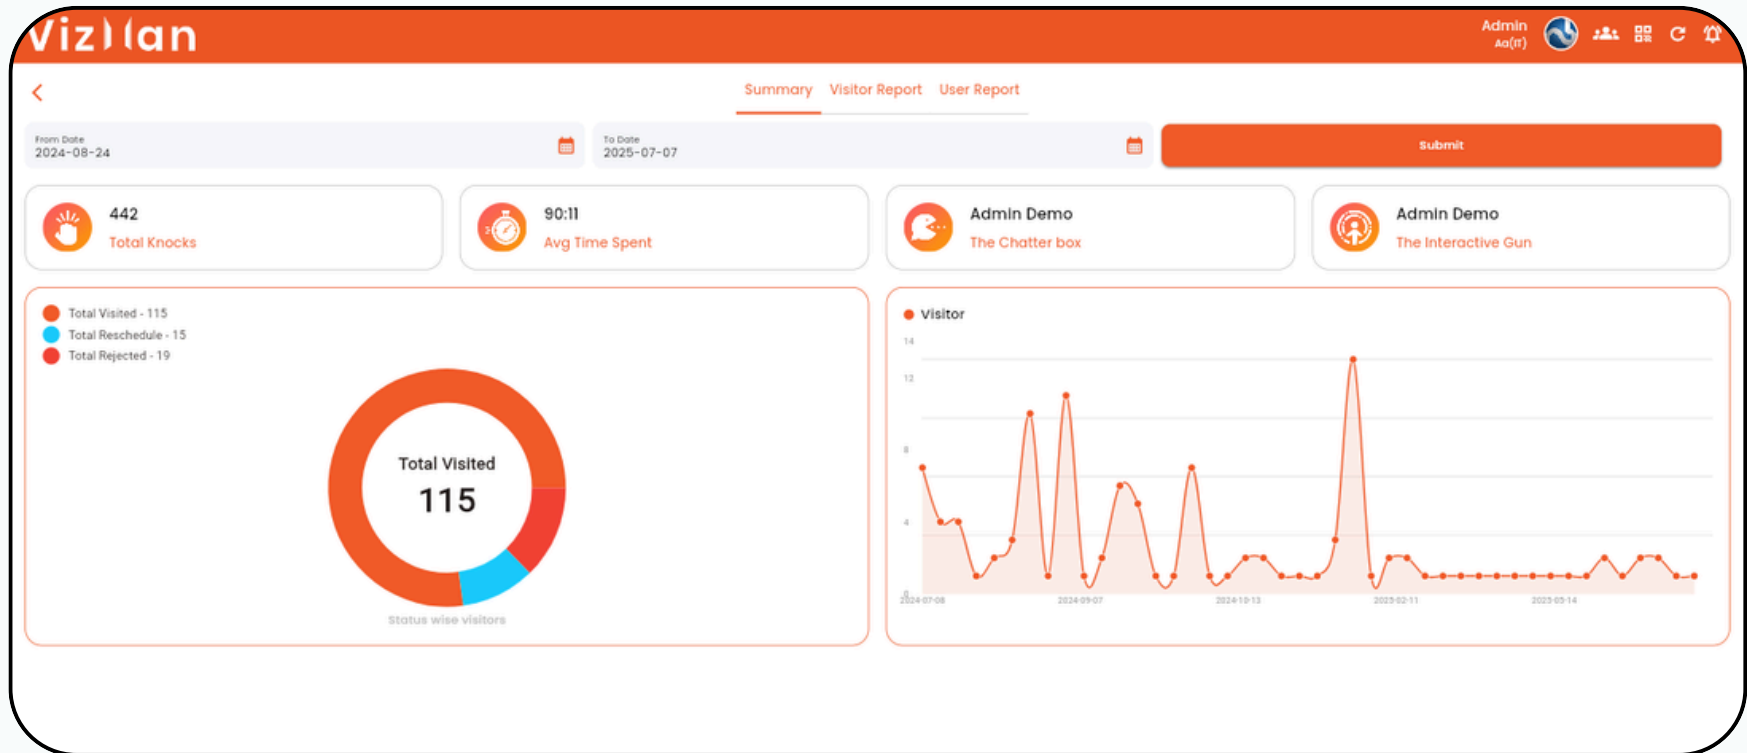 VizMan
Admin
Aa(IT)
Summary Visitor Report User Report
From Date
2024-08-24
To Date
2025-07-07
Submit
442
Total Knocks
90:11
Avg Time Spent
Admin Demo
The Chatter box
Admin Demo
The Interactive Gun
Total Visited - 115
Total Reschedule - 15
Total Rejected - 19
Total Visited
115
Status wise visitors
Visitor
14
12
8
4
0
2024-07-08 2024-09-07 2024-10-13 2025-02-11 2025-05-14